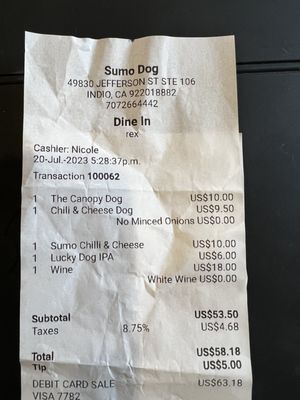 Sumo Dog
49830 JEFFERSON ST STE 106
INDIO, CA 922018882
7072664442
Dine In
rex
Cashier: Nicole
20-Jul.-2023 5:28:37p.m.
Transaction 100062
1 The Canopy Dog US$10.00
1 Chili & Cheese Dog US$9.50
No Minced Onions US$0.00
1 Sumo Chilli & Cheese US$10.00
1 Lucky Dog IPA US$6.00
1 Wine US$18.00
White Wine US$0.00
Subtotal US$53.50
Taxes 8.75% US$4.68
Total US$58.18
Tip US$5.00
DEBIT CARD SALE US$63.18
VISA 7782